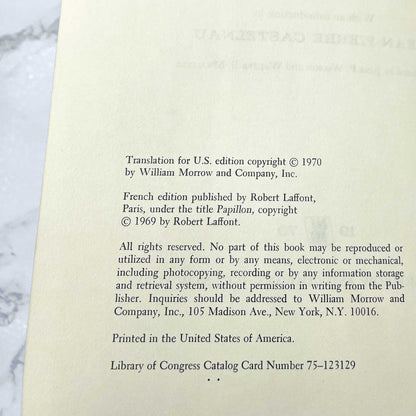 Translation for U.S. edition copyright © 1970
by William Morrow and Company, Inc.
French edition published by Robert Laffont,
Paris, under the title Papillon, copyright
© 1969 by Robert Laffont.
All rights reserved. No part of this book may be reproduced or
utilized in any form or by any means, electronic or mechanical,
including photocopying, recording or by any information storage
and retrieval system, without permission in writing from the Pub-
lisher. Inquiries should be addressed to William Morrow and
Company, Inc., 105 Madison Ave., New York, N.Y. 10016.
Printed in the United States of America.
Library of Congress Catalog Card Number 75-123129